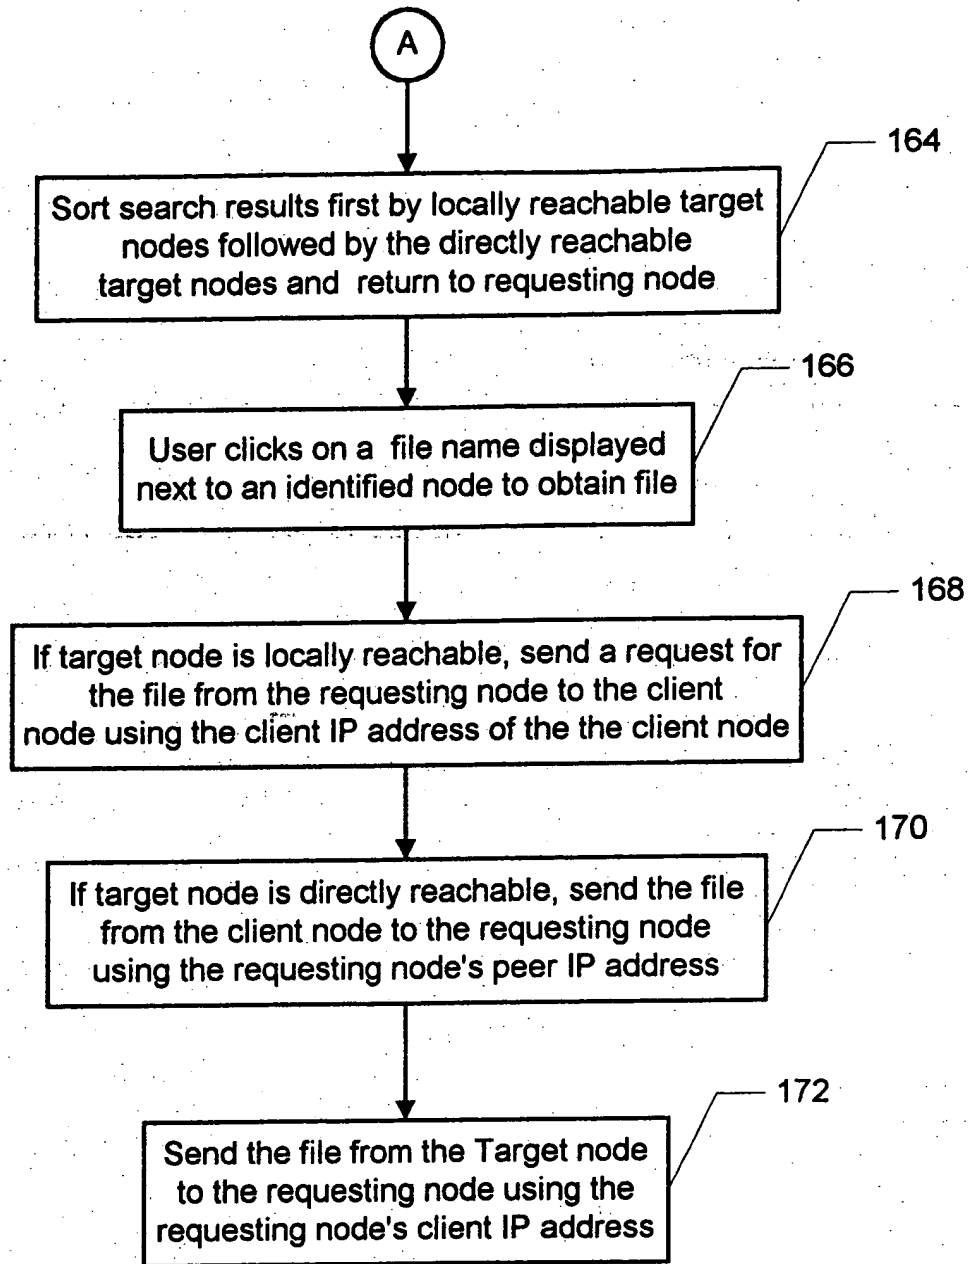 A
164
Sort search results first by locally reachable target
nodes followed by the directly reachable
target nodes and return to requesting node
166
User clicks on a file name displayed
next to an identified node to obtain file
168
If target node is locally reachable, send a request for
the file from the requesting node to the client
node using the client IP address of the the client node
170
If target node is directly reachable, send the file
from the client node to the requesting node
using the requesting node's peer IP address
172
Send the file from the Target node
to the requesting node using the
requesting node's client IP address